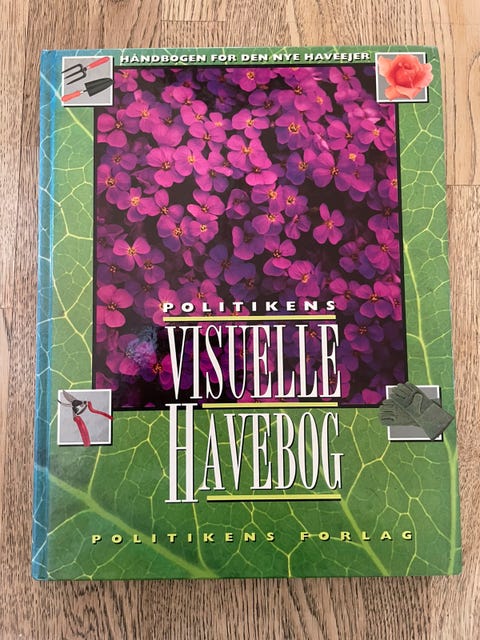 HÅNDBOGEN FOR DEN NYE HAVEEJER
POLITIKENS
VISUELLE
HAVEBOG
POLITIKENS FORLAG